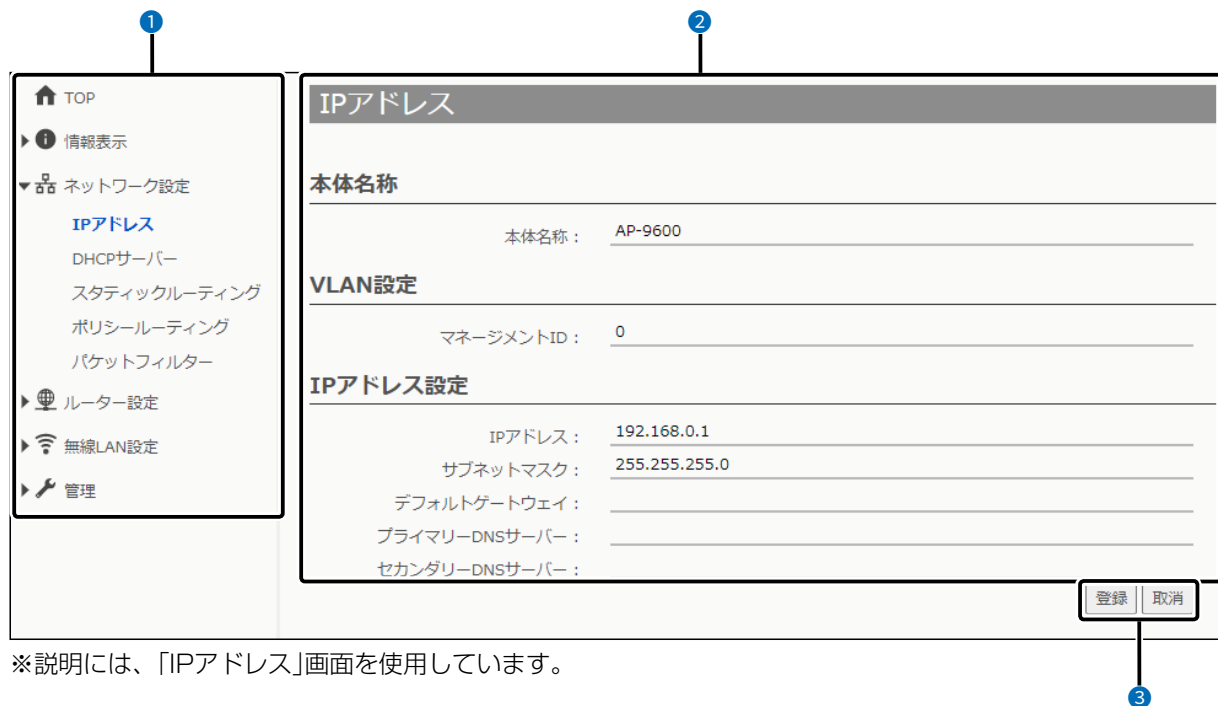 1
2
TOP
情報表示
ネットワーク設定
IPアドレス
DHCPサーバー
スタティックルーティング
ポリシールーティング
パケットフィルター
ルーター設定
無線LAN設定
管理
IPアドレス
本体名称
本体名称： AP-9600
VLAN設定
マネージメントID： 0
IPアドレス設定
IPアドレス： 192.168.0.1
サブネットマスク： 255.255.255.0
デフォルトゲートウェイ：
プライマリーDNSサーバー：
セカンダリーDNSサーバー：
登録 取消
※説明には、「IPアドレス」画面を使用しています。
3